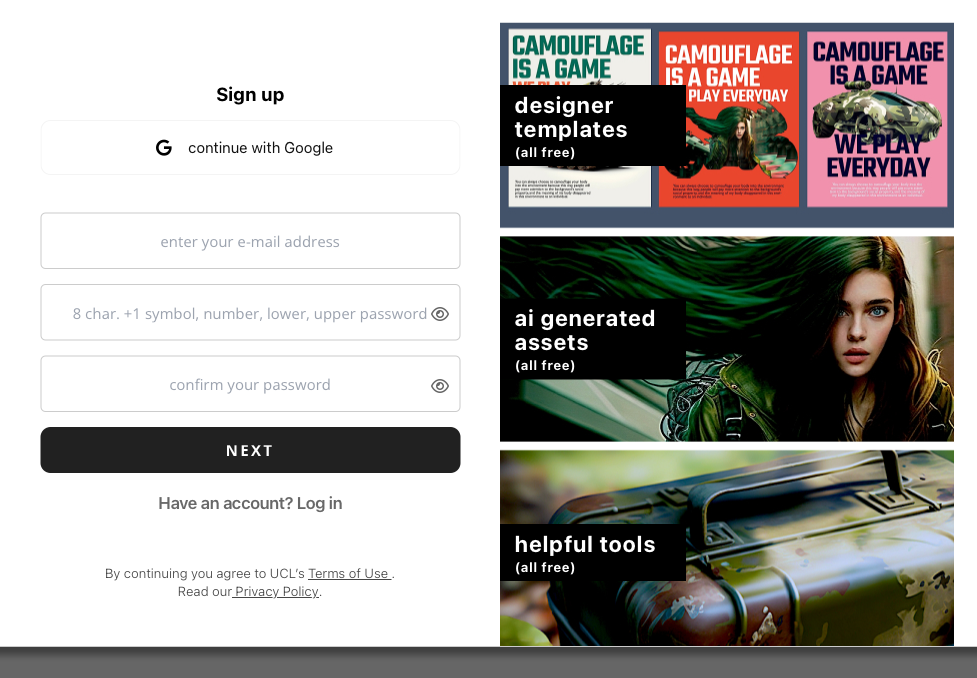 Sign up
G continue with Google
enter your e-mail address
8 char. +1 symbol, number, lower, upper password
confirm your password
NEXT
Have an account? Log in
By continuing you agree to UCL’s Terms of Use .
Read our Privacy Policy.
CAMOUFLAGE
IS A GAME
CAMOUFLAGE
IS A GAME
PLAY EVERYDAY
CAMOUFLAGE
IS A GAME
WE PLAY
EVERYDAY
designer
templates
(all free)
ai generated
assets
(all free)
helpful tools
(all free)